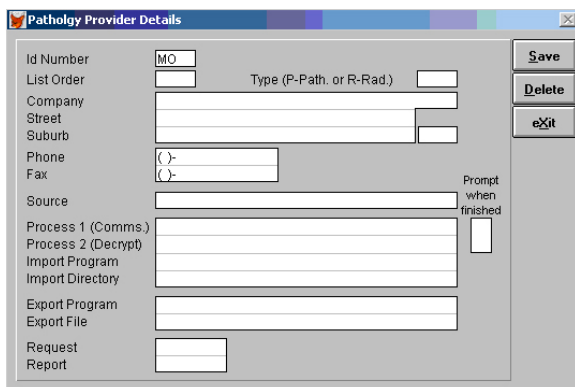 Patholgy Provider Details
Id Number MO
List Order Type (P-Path. or R-Rad.)
Company
Street
Suburb
Phone ( )-
Fax ( )-
Source
Prompt when finished
Process 1 (Comms.)
Process 2 (Decrypt)
Import Program
Import Directory
Export Program
Export File
Request
Report
Save
Delete
eXit